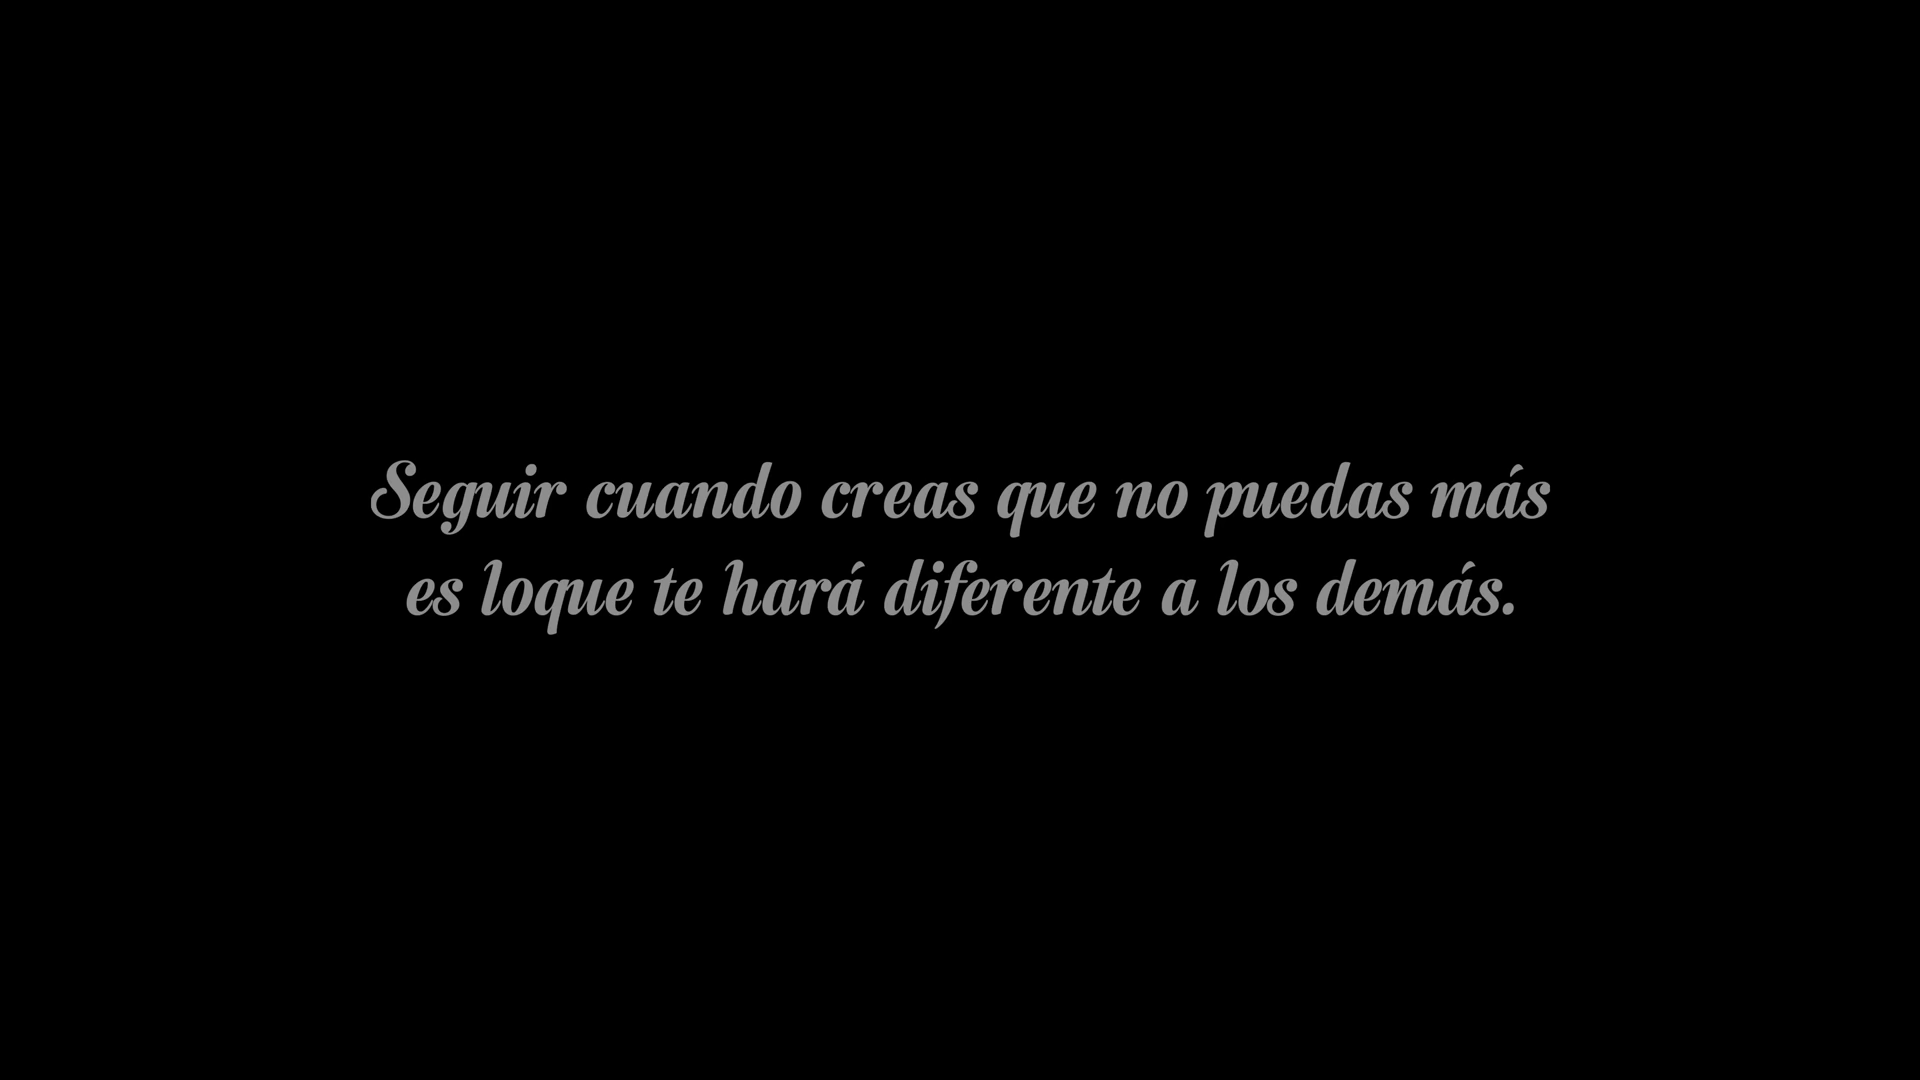 Seguir cuando creas que no puedas más
es loque te hará diferente a los demás.